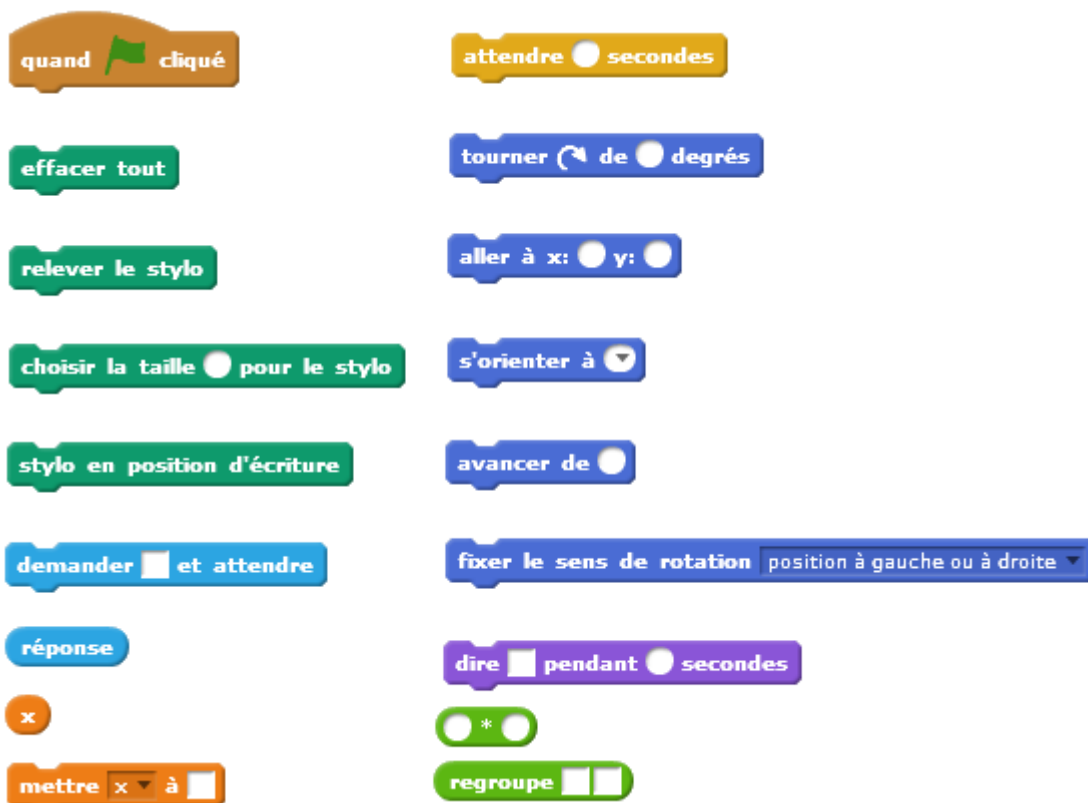 quand cliqué
effacer tout
relever le stylo
choisir la taille pour le stylo
stylo en position d'écriture
demander et attendre
réponse
x
mettre x à
attendre secondes
tourner de degrés
aller à x: y:
s'orienter à
avancer de
fixer le sens de rotation position à gauche ou à droite
dire pendant secondes
*
regroupe